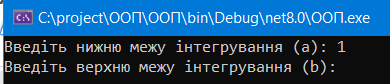 C:\project\ООП\ООП\bin\Debug\net8.0\ООП.exe
Введіть нижню межу інтегрування (a): 1
Введіть верхню межу інтегрування (b):